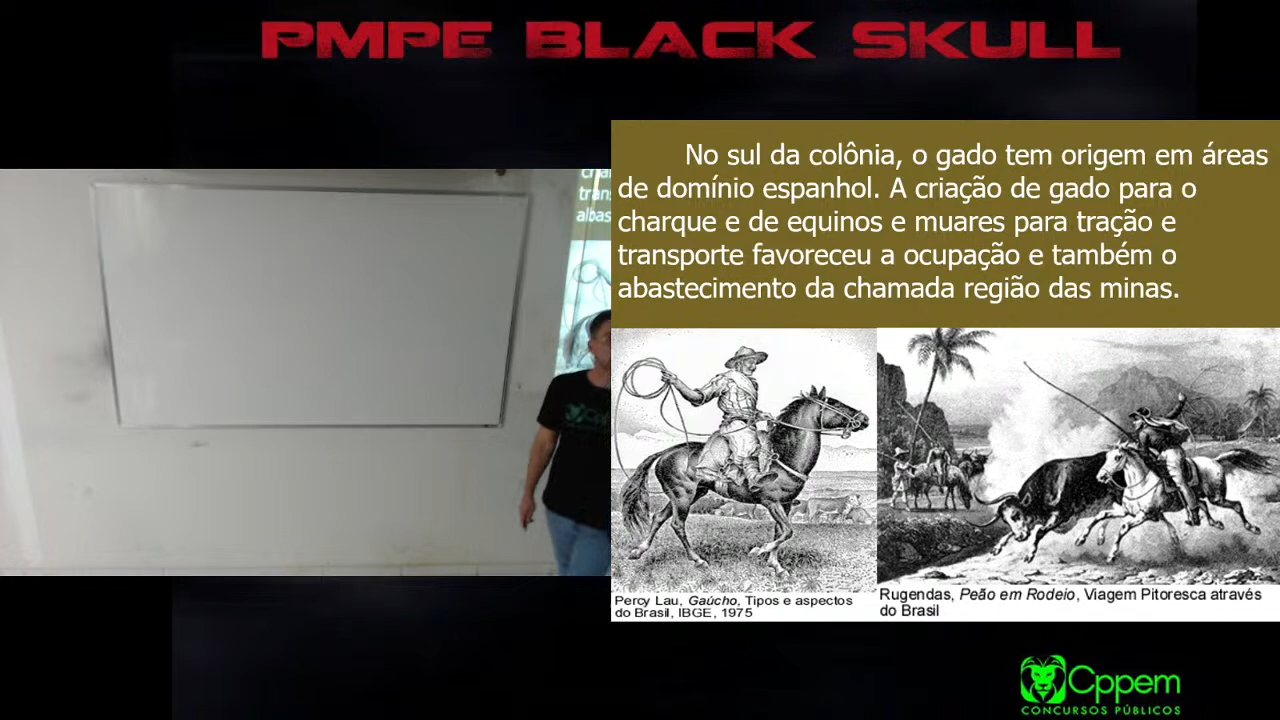 PMPE BLACK SKULL
No sul da colônia, o gado tem origem em áreas
de domínio espanhol. A criação de gado para o
charque e de equinos e muares para tração e
transporte favoreceu a ocupação e também o
abastecimento da chamada região das minas.
Percy Lau, Gaúcho, Tipos e aspectos
do Brasil, IBGE, 1975
Rugendas, Peão em Rodeio, Viagem Pitoresca através
do Brasil
Cppem
CONCURSOS PÚBLICOS